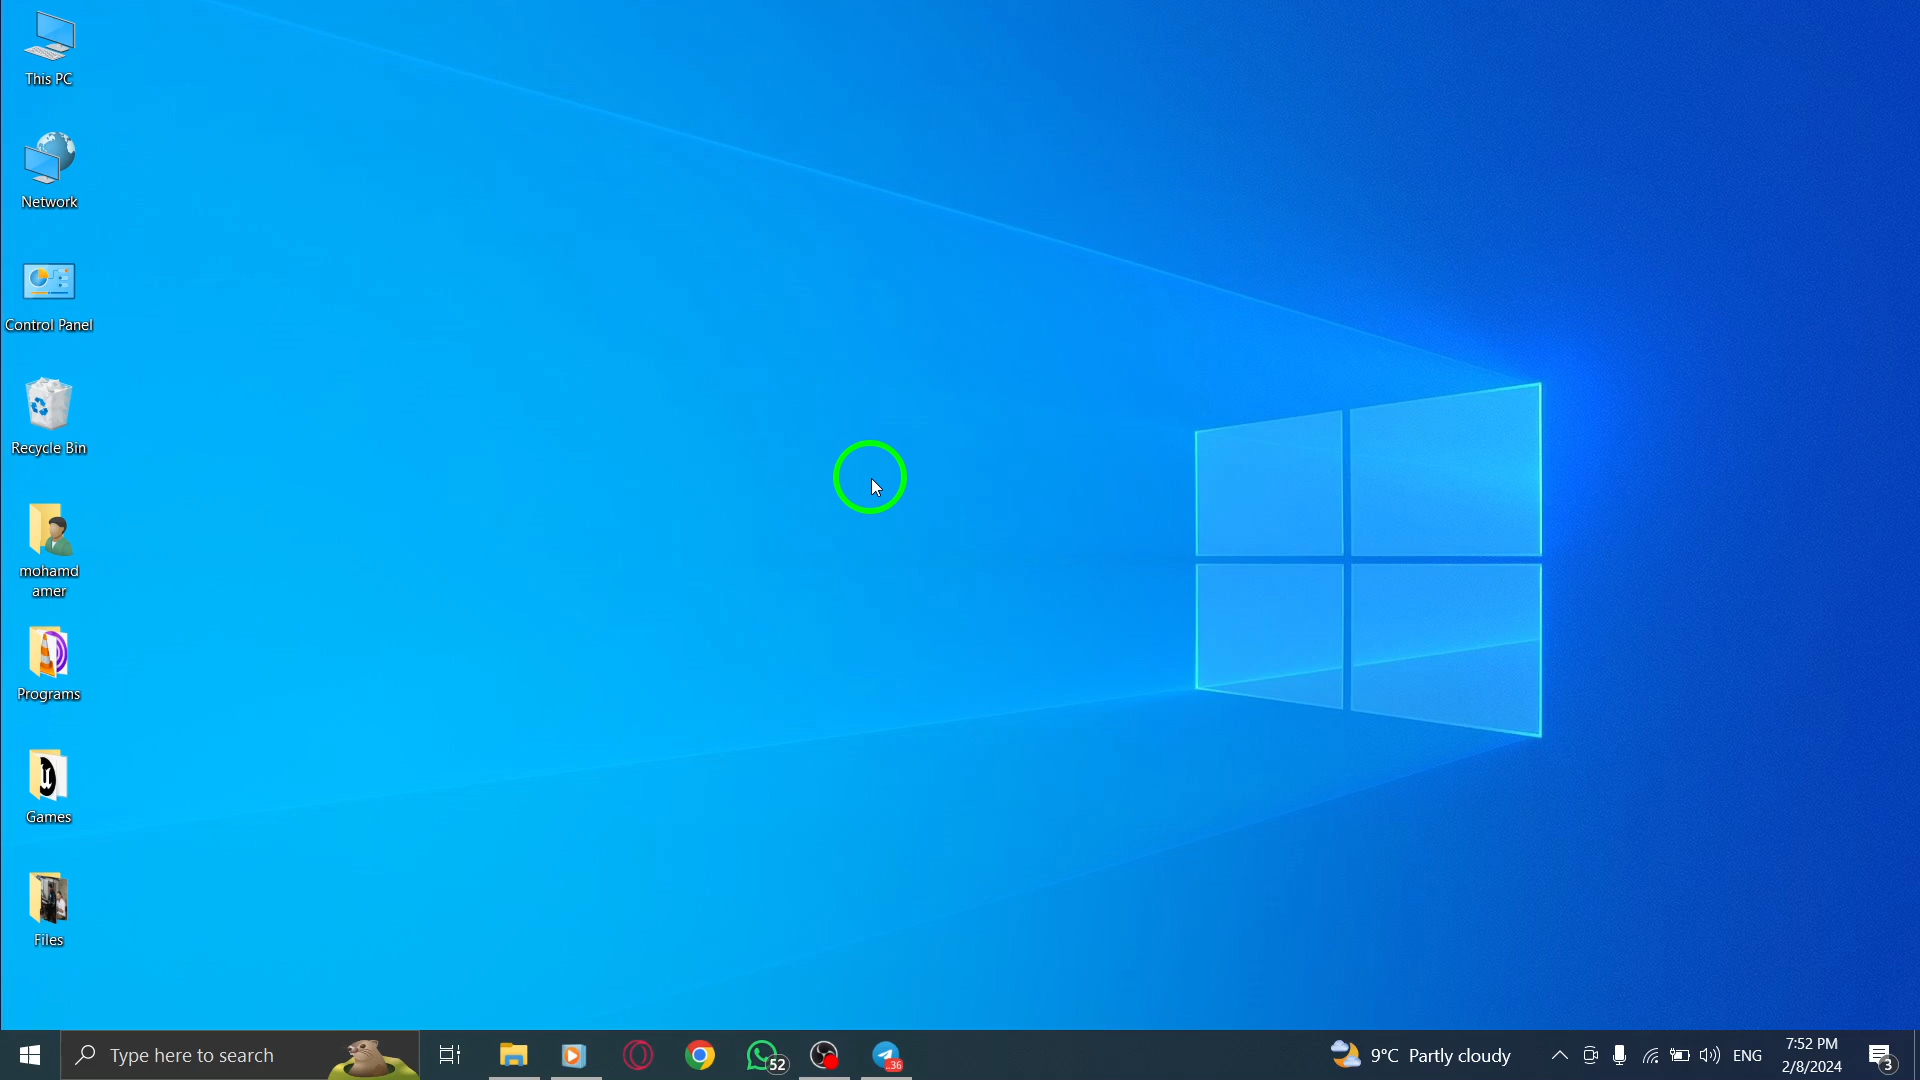 This PC
Network
Control Panel
Recycle Bin
mohamd
amer
Programs
Games
Files
Type here to search
52
..36
9°C Partly cloudy
ENG
7:52 PM
2/8/2024
3